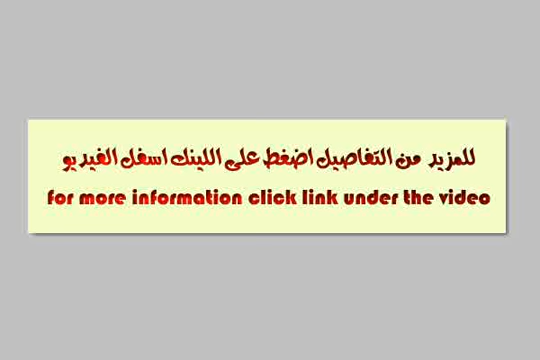 للمزيد من التفاصيل اضغط على اللينك اسفل الفيديو
for more information click link under the video